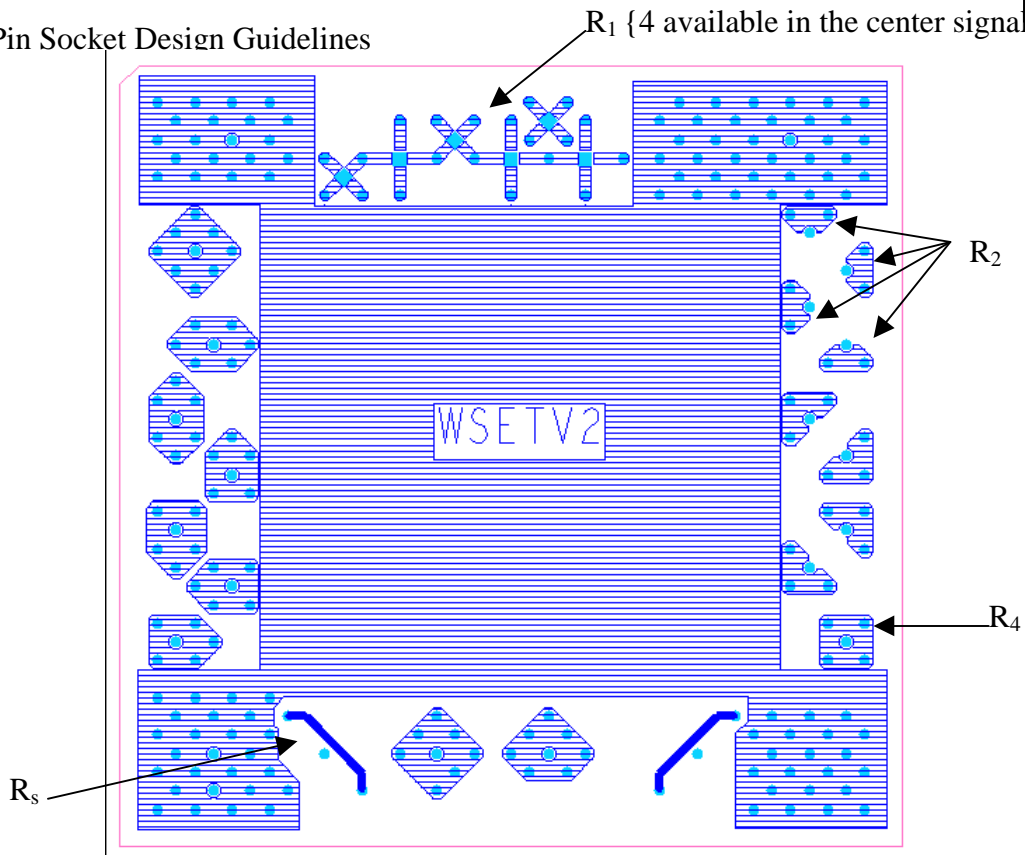 Pin Socket Design Guidelines
R1 {4 available in the center signal
R2
WSETV2
R4
Rs